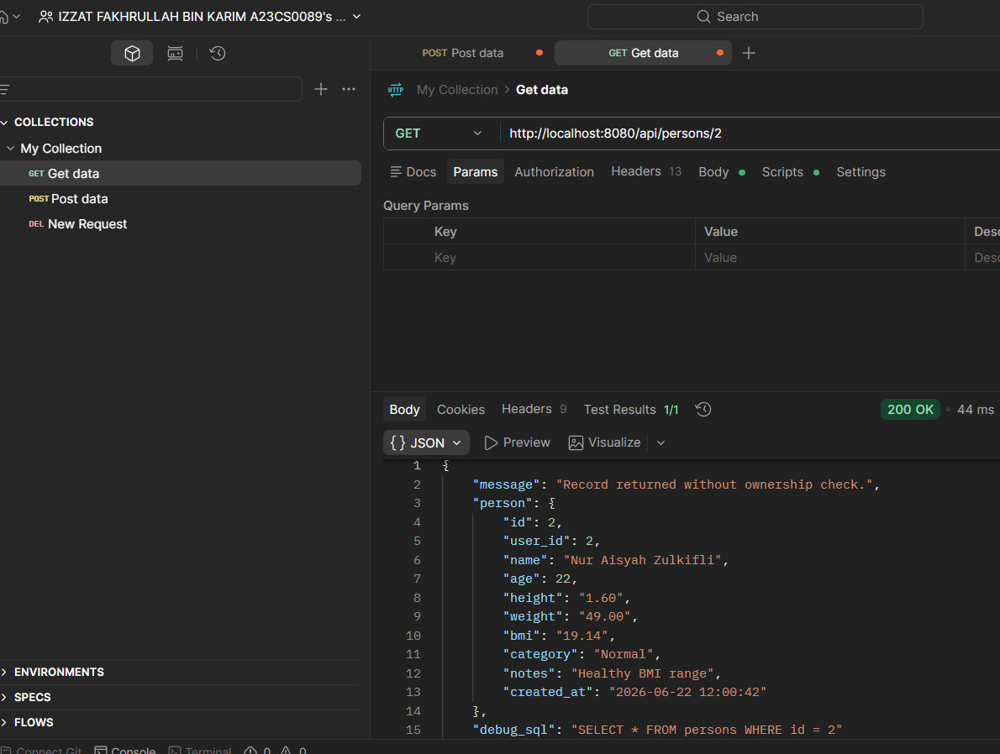 IZZAT FAKHRULLAH BIN KARIM A23CS0089's ...
Search
POST Post data
GET Get data
My Collection > Get data
COLLECTIONS
My Collection
GET Get data
POST Post data
DEL New Request
HTTP
GET
http://localhost:8080/api/persons/2
Docs Params Authorization Headers 13 Body Scripts Settings
Query Params
Key Value Desc
Key Value Desc
Body Cookies Headers 9 Test Results 1/1 200 OK 44 ms
{} JSON Preview Visualize
1 {
2 "message": "Record returned without ownership check.",
3 "person": {
4 "id": 2,
5 "user_id": 2,
6 "name": "Nur Aisyah Zulkifli",
7 "age": 22,
8 "height": "1.60",
9 "weight": "49.00",
10 "bmi": "19.14",
11 "category": "Normal",
12 "notes": "Healthy BMI range",
13 "created_at": "2026-06-22 12:00:42"
14 },
15 "debug_sql": "SELECT * FROM persons WHERE id = 2"
ENVIRONMENTS
SPECS
FLOWS
Connect Git Console Terminal 0 0